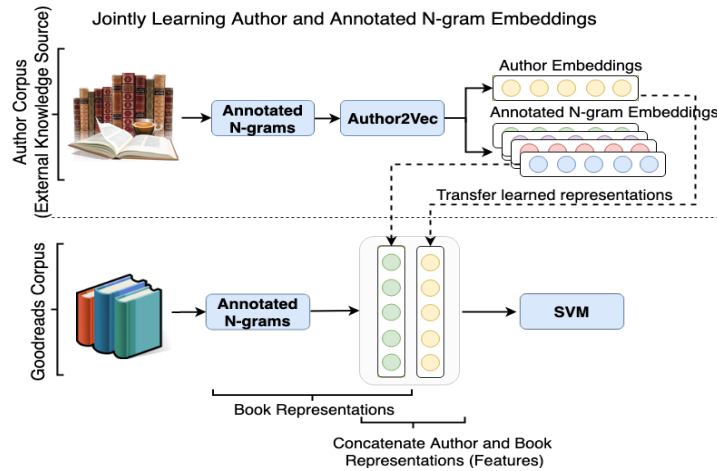 Jointly Learning Author and Annotated N-gram Embeddings
Author Corpus
(External Knowledge Source)
Annotated
N-grams
Author2Vec
Author Embeddings
Annotated N-gram Embeddings
Transfer learned representations
Goodreads Corpus
Annotated
N-grams
SVM
Book Representations
Concatenate Author and Book
Representations (Features)